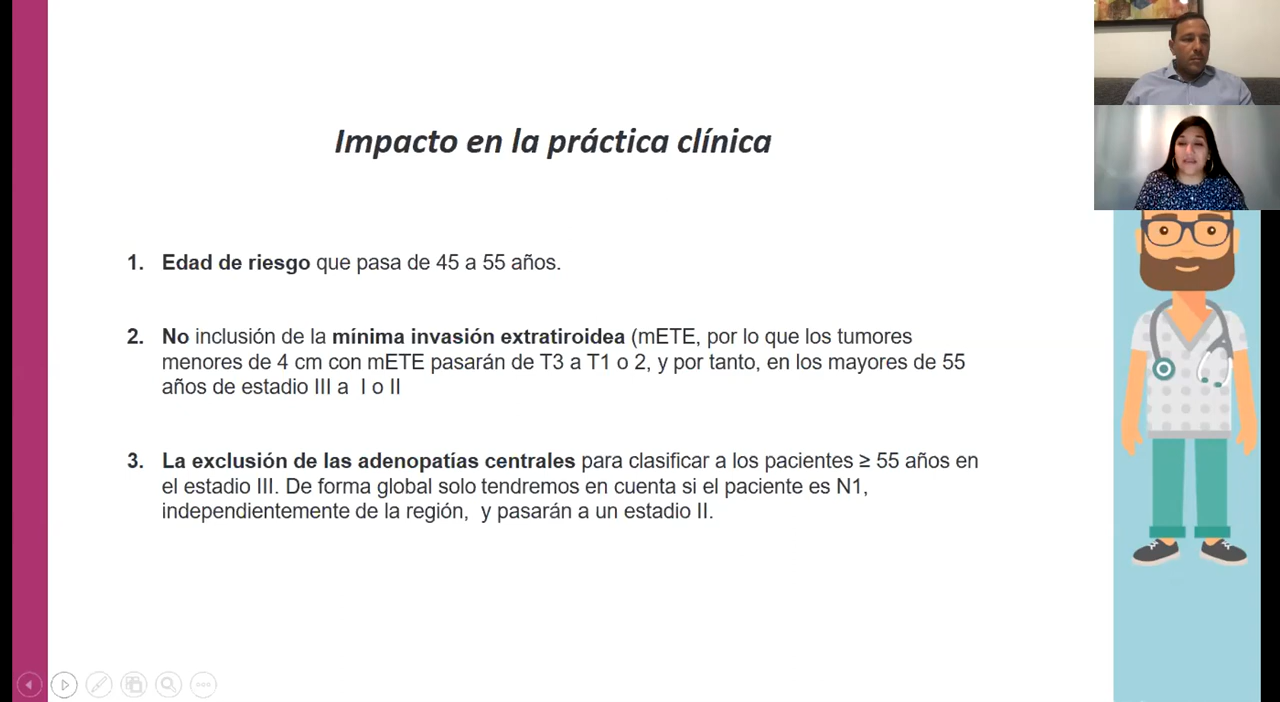 Impacto en la práctica clínica
1. Edad de riesgo que pasa de 45 a 55 años.
2. No inclusión de la mínima invasión extratiroidea (mETE, por lo que los tumores
menores de 4 cm con mETE pasarán de T3 a T1 o 2, y por tanto, en los mayores de 55
años de estadio III a  I o II
3. La exclusión de las adenopatías centrales para clasificar a los pacientes ≥ 55 años en
el estadio III. De forma global solo tendremos en cuenta si el paciente es N1,
independientemente de la región,  y pasarán a un estadio II.